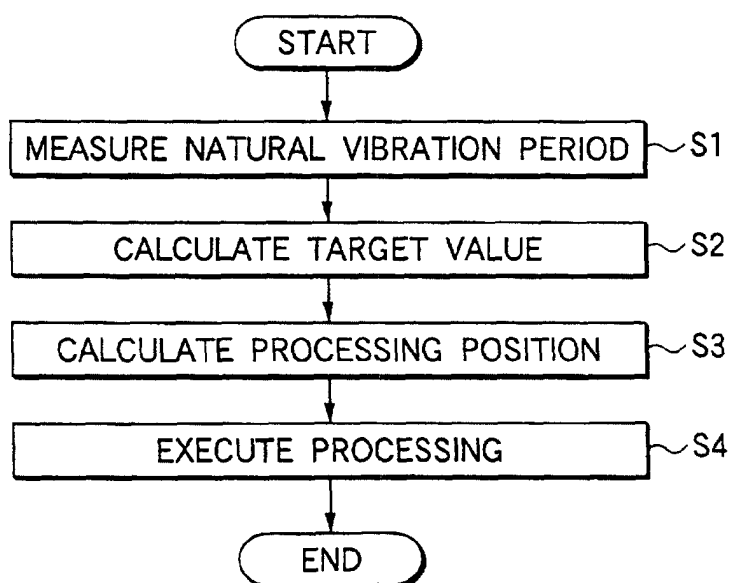 START
MEASURE NATURAL VIBRATION PERIOD S1
CALCULATE TARGET VALUE S2
CALCULATE PROCESSING POSITION S3
EXECUTE PROCESSING S4
END